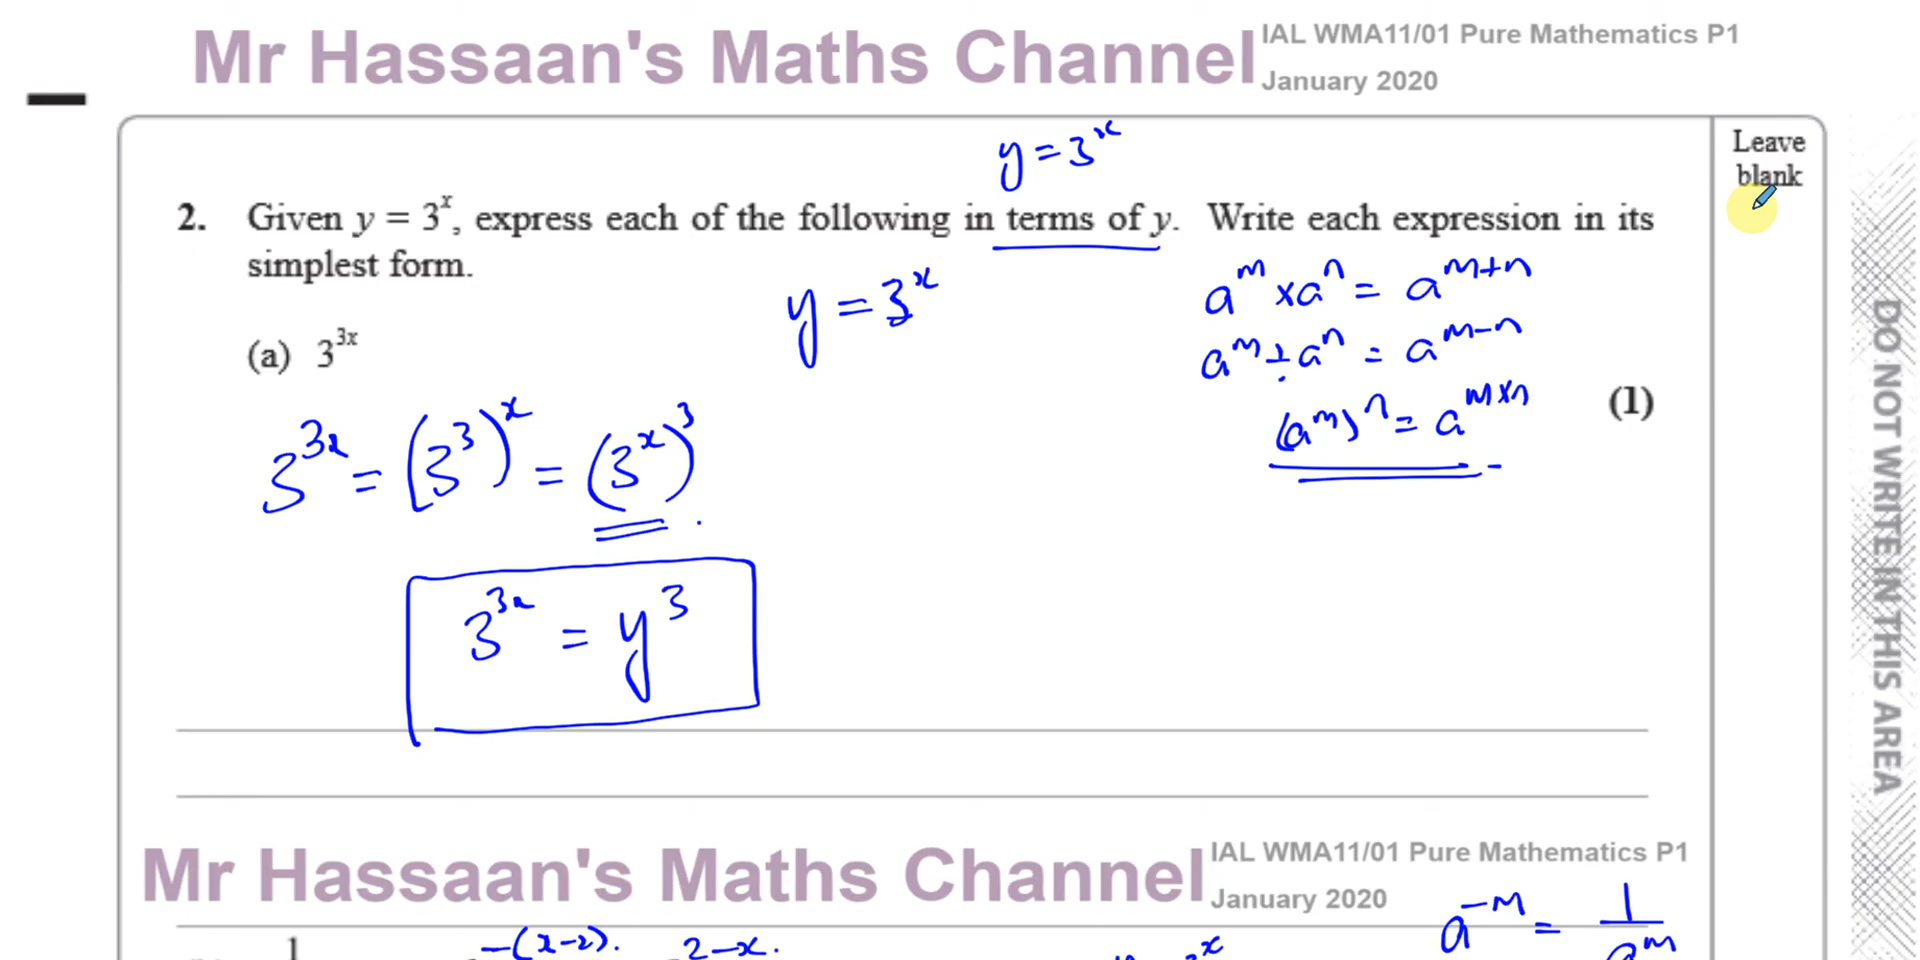 Mr Hassaan's Maths Channel
IAL WMA11/01 Pure Mathematics P1
January 2020
Leave
blank
y = 3^x
2. Given y = 3^x, express each of the following in terms of y. Write each expression in its
simplest form.
y = 3^x
a^m × a^n = a^(m+n)
a^m ÷ a^n = a^(m-n)
(a^m)^n = a^(m×n)
(a) 3^(3x)
(1)
3^(3x) = (3^3)^x = (3^x)^3
3^(3x) = y^3
DO NOT WRITE IN THIS AREA
Mr Hassaan's Maths Channel
IAL WMA11/01 Pure Mathematics P1
January 2020
a^(-m) = 1/a^m
1
-(x-2).
2-x.